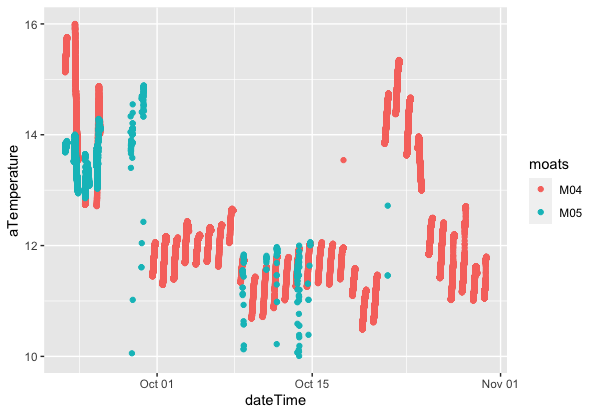 16
14
12
10
aTemperature
Oct 01
Oct 15
Nov 01
dateTime
moats
M04
M05